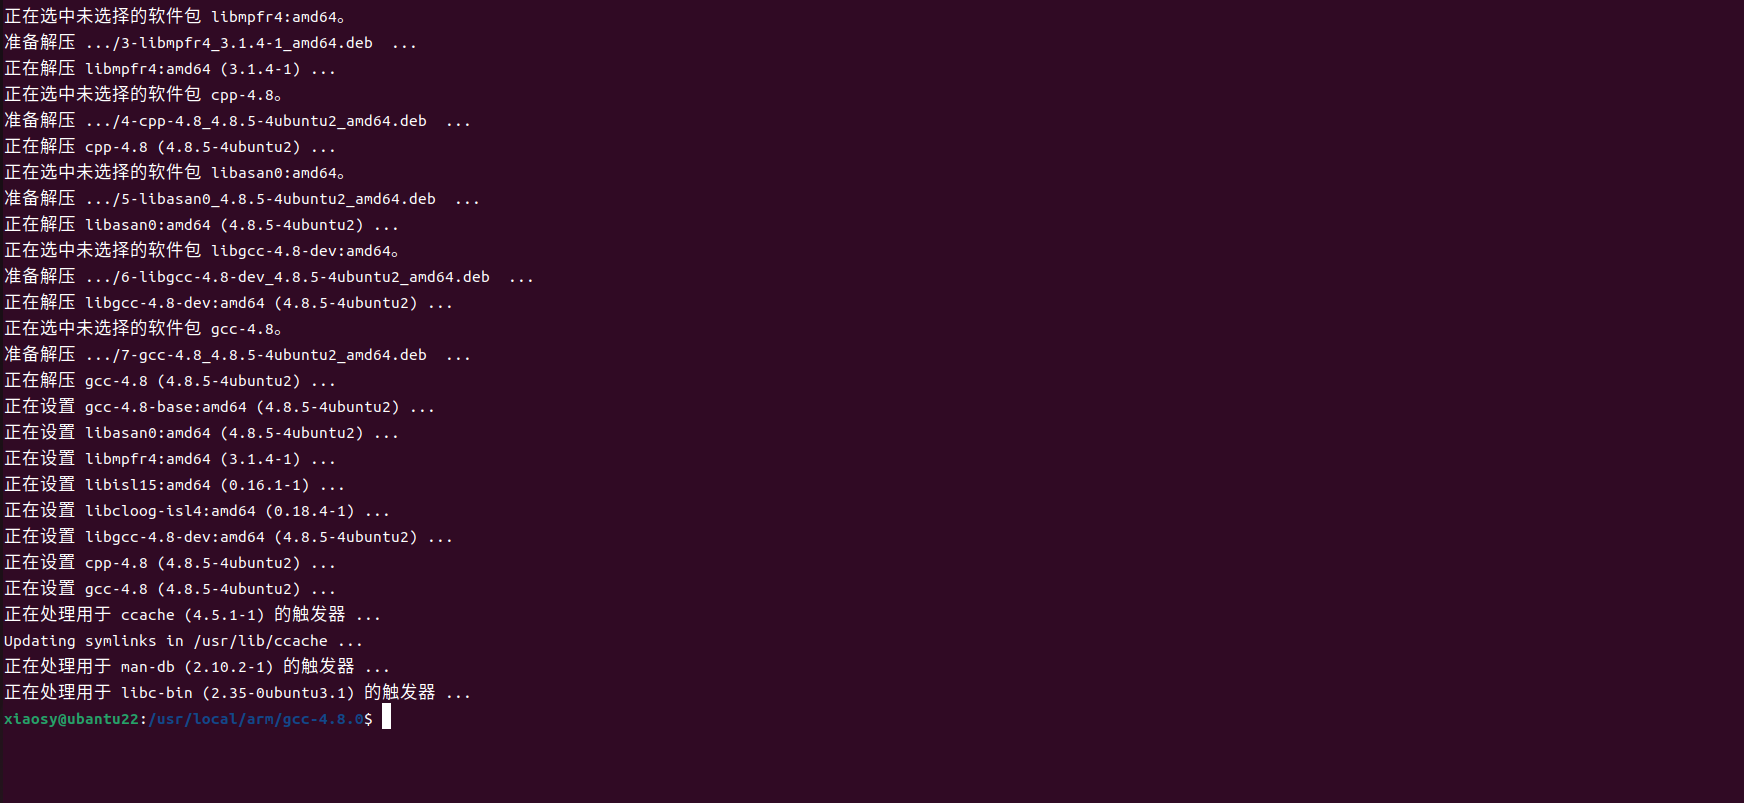 正在选中未选择的软件包 libmpfr4:amd64。
准备解压 .../3-libmpfr4_3.1.4-1_amd64.deb  ...
正在解压 libmpfr4:amd64 (3.1.4-1) ...
正在选中未选择的软件包 cpp-4.8。
准备解压 .../4-cpp-4.8_4.8.5-4ubuntu2_amd64.deb  ...
正在解压 cpp-4.8 (4.8.5-4ubuntu2) ...
正在选中未选择的软件包 libasan0:amd64。
准备解压 .../5-libasan0_4.8.5-4ubuntu2_amd64.deb  ...
正在解压 libasan0:amd64 (4.8.5-4ubuntu2) ...
正在选中未选择的软件包 libgcc-4.8-dev:amd64。
准备解压 .../6-libgcc-4.8-dev_4.8.5-4ubuntu2_amd64.deb  ...
正在解压 libgcc-4.8-dev:amd64 (4.8.5-4ubuntu2) ...
正在选中未选择的软件包 gcc-4.8。
准备解压 .../7-gcc-4.8_4.8.5-4ubuntu2_amd64.deb  ...
正在解压 gcc-4.8 (4.8.5-4ubuntu2) ...
正在设置 gcc-4.8-base:amd64 (4.8.5-4ubuntu2) ...
正在设置 libasan0:amd64 (4.8.5-4ubuntu2) ...
正在设置 libmpfr4:amd64 (3.1.4-1) ...
正在设置 libisl15:amd64 (0.16.1-1) ...
正在设置 libcloog-isl4:amd64 (0.18.4-1) ...
正在设置 libgcc-4.8-dev:amd64 (4.8.5-4ubuntu2) ...
正在设置 cpp-4.8 (4.8.5-4ubuntu2) ...
正在设置 gcc-4.8 (4.8.5-4ubuntu2) ...
正在处理用于 ccache (4.5.1-1) 的触发器 ...
Updating symlinks in /usr/lib/ccache ...
正在处理用于 man-db (2.10.2-1) 的触发器 ...
正在处理用于 libc-bin (2.35-0ubuntu3.1) 的触发器 ...
xiaosy@ubantu22:/usr/local/arm/gcc-4.8.0$